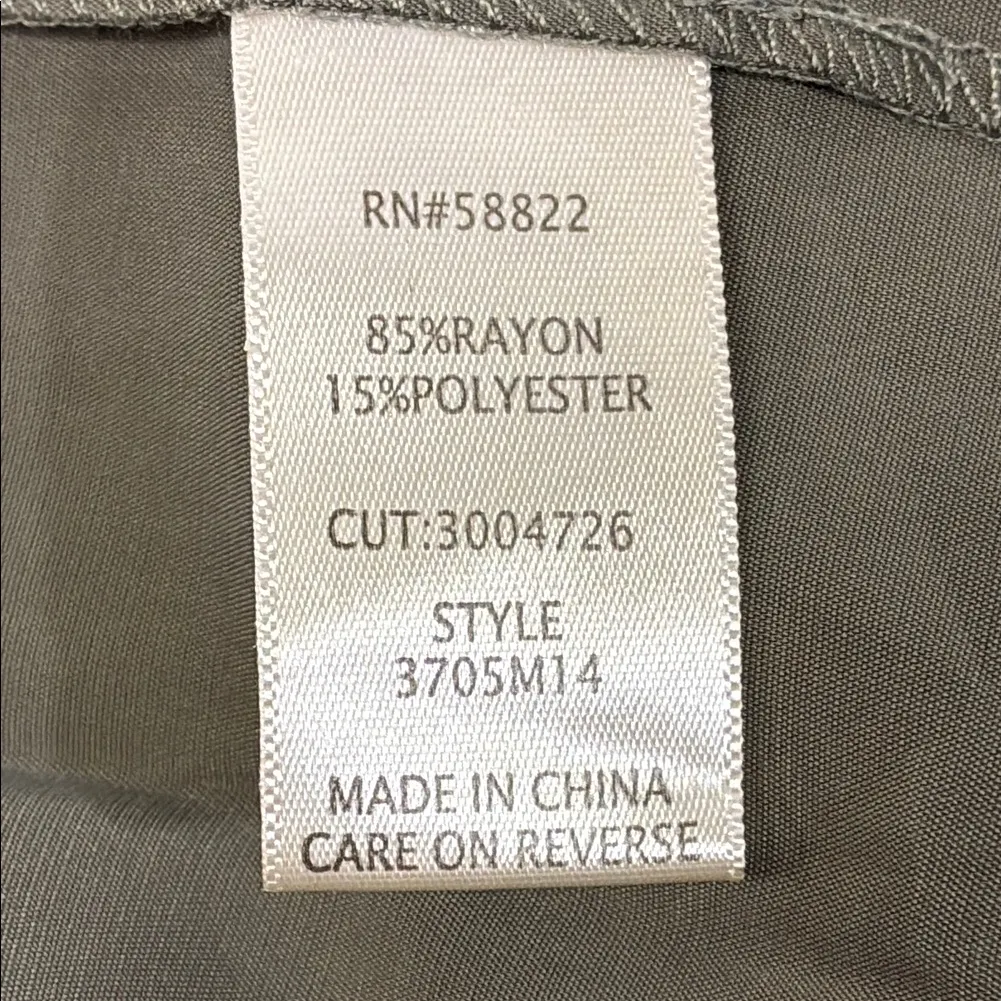 RN#58822
85%RAYON
15%POLYESTER
CUT:3004726
STYLE
3705M14
MADE IN CHINA
CARE ON REVERSE